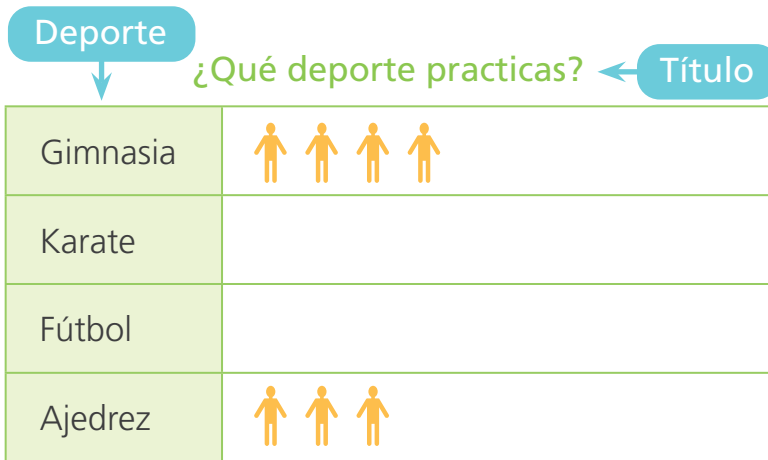 Deporte
¿Qué deporte practicas?
Título
Gimnasia
Karate
Fútbol
Ajedrez